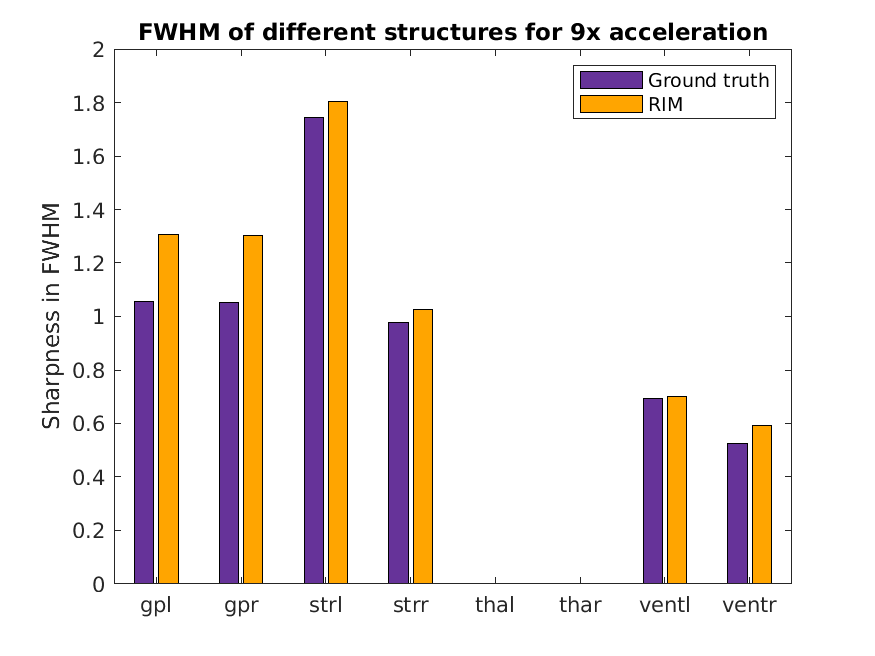 FWHM of different structures for 9x acceleration
Ground truth
RIM
Sharpness in FWHM
2
1.8
1.6
1.4
1.2
1
0.8
0.6
0.4
0.2
0
gpl gpr strl strr thal thar ventl ventr